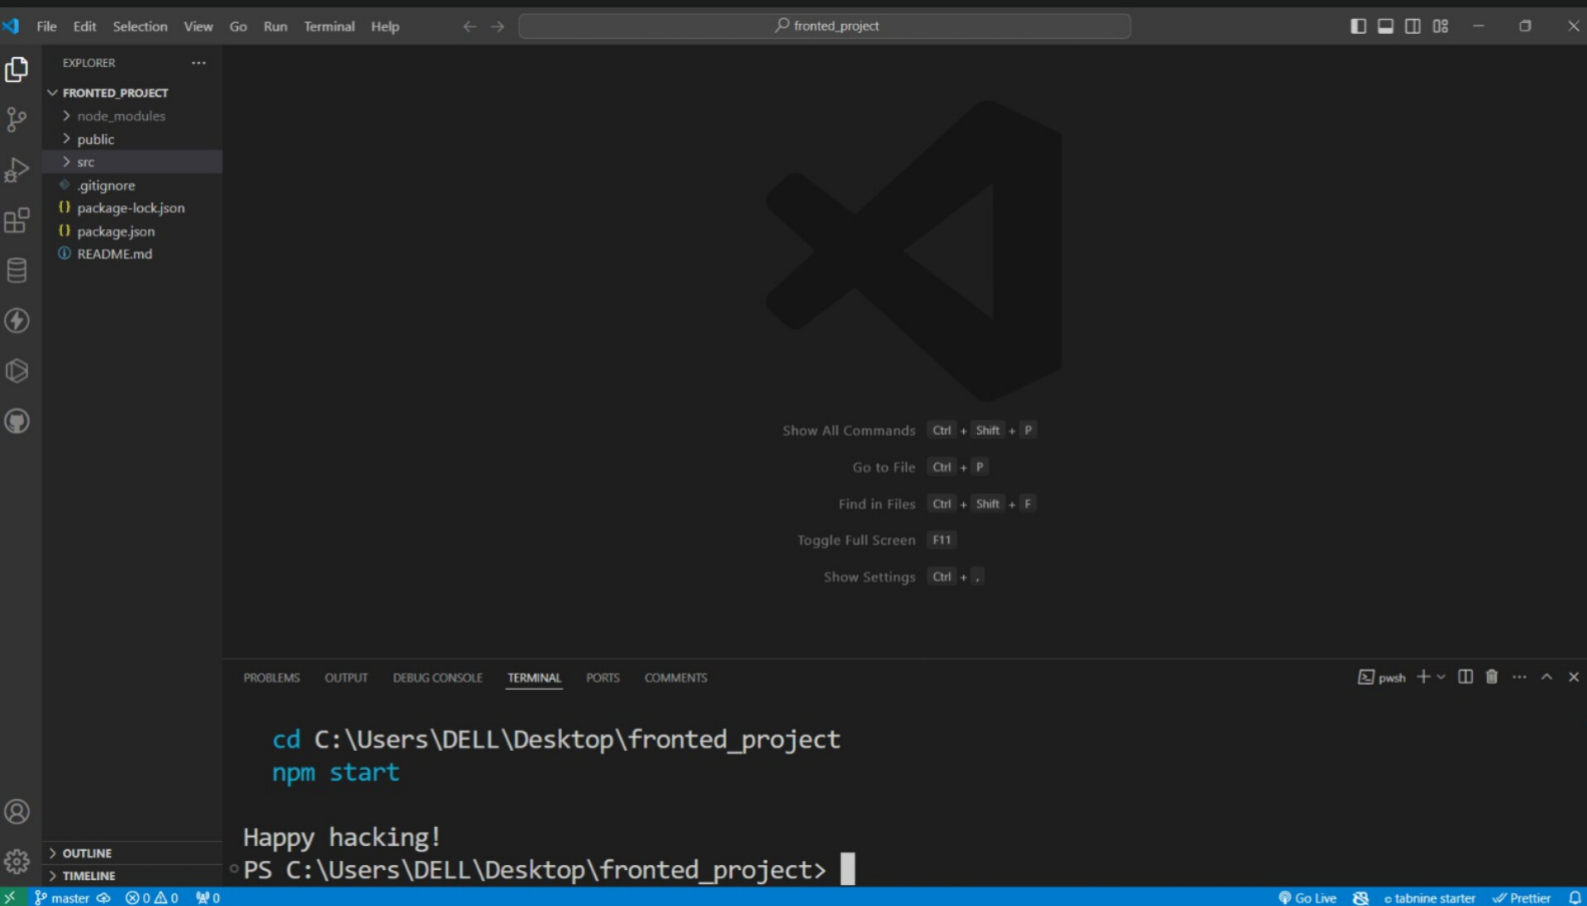 File Edit Selection View Go Run Terminal Help
fronted_project
EXPLORER
FRONTED_PROJECT
node_modules
public
src
.gitignore
{} package-lock.json
{} package.json
README.md
Show All Commands Ctrl + Shift + P
Go to File Ctrl + P
Find in Files Ctrl + Shift + F
Toggle Full Screen F11
Show Settings Ctrl + ,
PROBLEMS OUTPUT DEBUG CONSOLE TERMINAL PORTS COMMENTS
pwsh
cd C:\Users\DELL\Desktop\fronted_project
npm start
Happy hacking!
PS C:\Users\DELL\Desktop\fronted_project>
OUTLINE
TIMELINE
master 0 0 0
Go Live tabnine starter Prettier